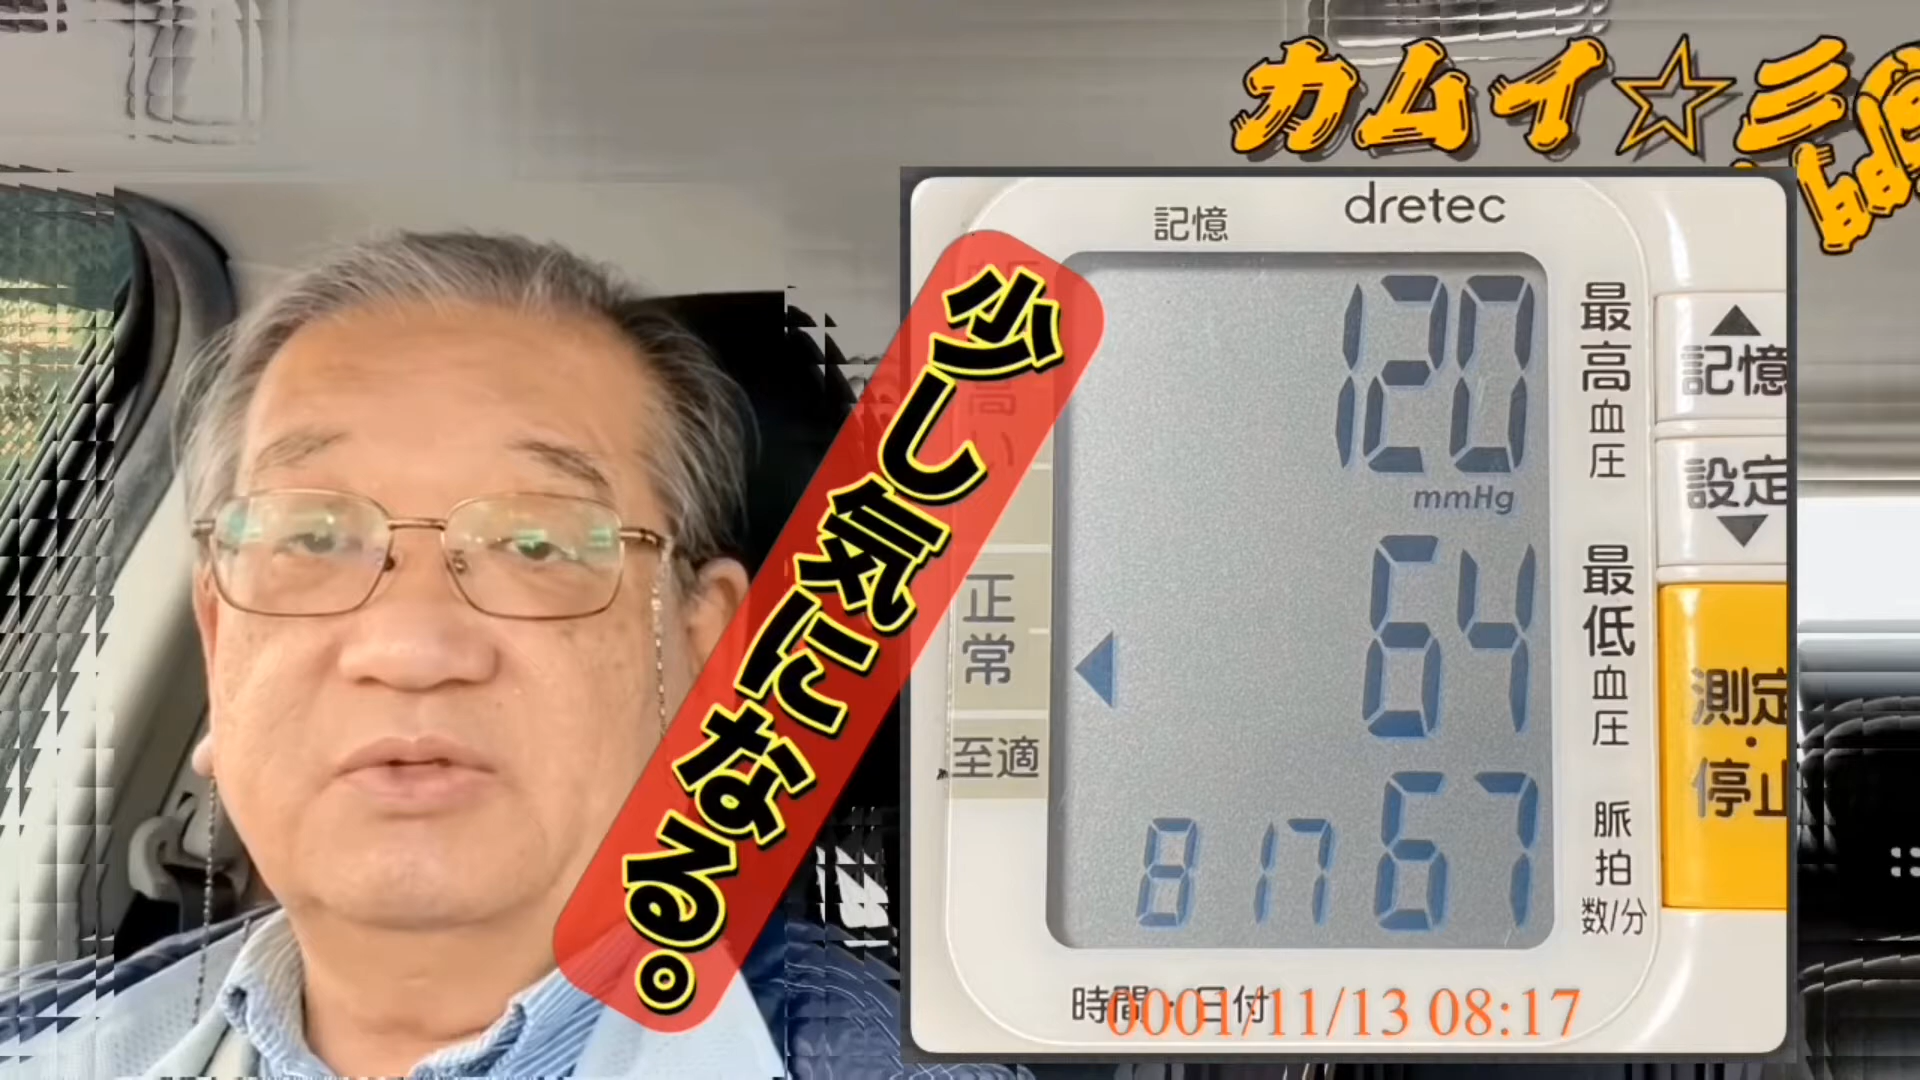 カムイ☆三
少し気になる。
dretec
記憶
120
mmHg
最高血圧
64
最低血圧
8 17
67
脈拍数/分
高い
正常
至適
記憶
設定
測定・停止
時間・日付
0001/11/13 08:17